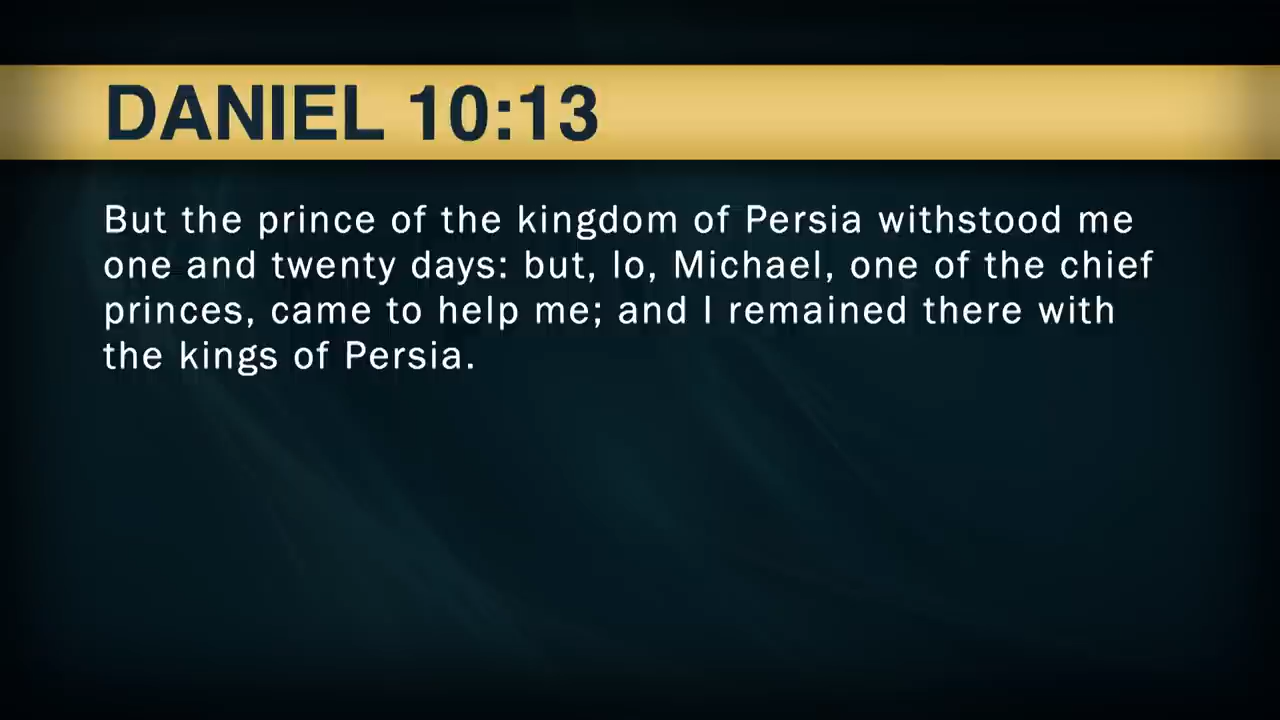 DANIEL 10:13
But the prince of the kingdom of Persia withstood me
one and twenty days: but, lo, Michael, one of the chief
princes, came to help me; and I remained there with
the kings of Persia.